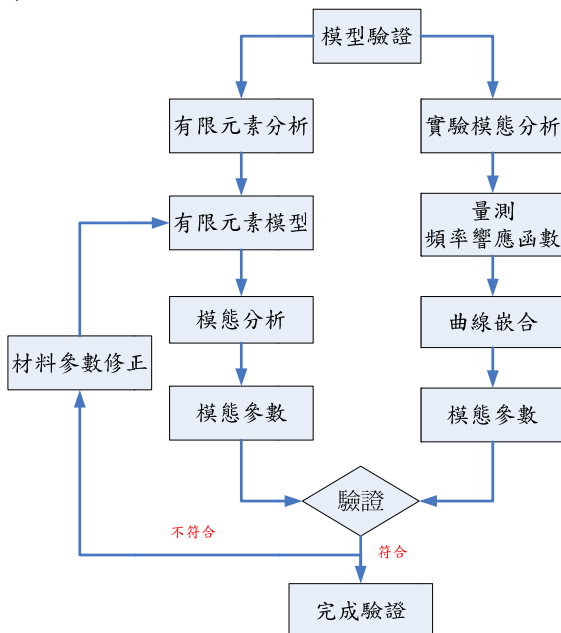 模型驗證
有限元素分析
實驗模態分析
有限元素模型
量測
頻率響應函數
模態分析
曲線嵌合
材料參數修正
模態參數
模態參數
驗證
不符合
符合
完成驗證